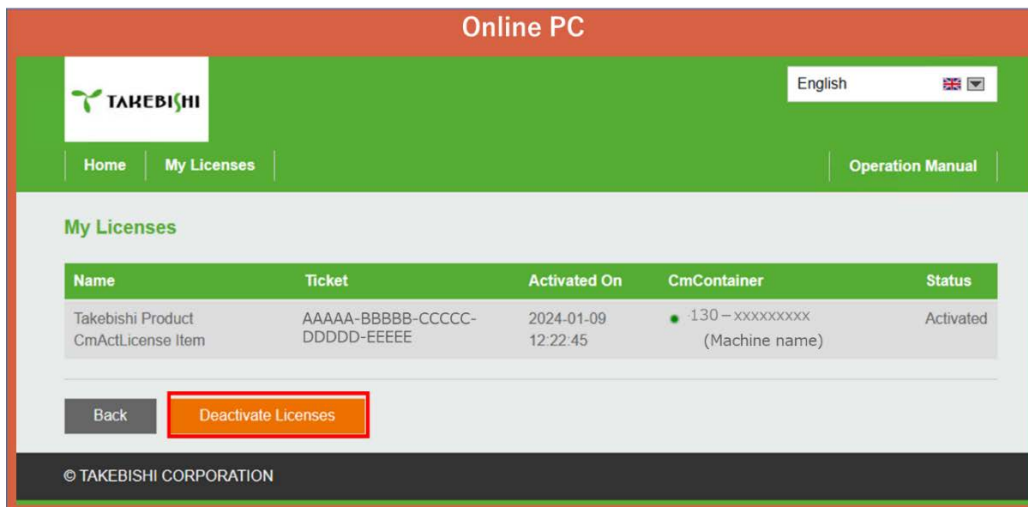 Online PC
TAKEBISHI
English
Home My Licenses Operation Manual
My Licenses
Name Ticket Activated On CmContainer Status
Takebishi Product AAAAA-BBBBB-CCCCC- 2024-01-09 130－xxxxxxxxx Activated
CmActLicense Item DDDDD-EEEEE 12:22:45 (Machine name)
Back Deactivate Licenses
© TAKEBISHI CORPORATION